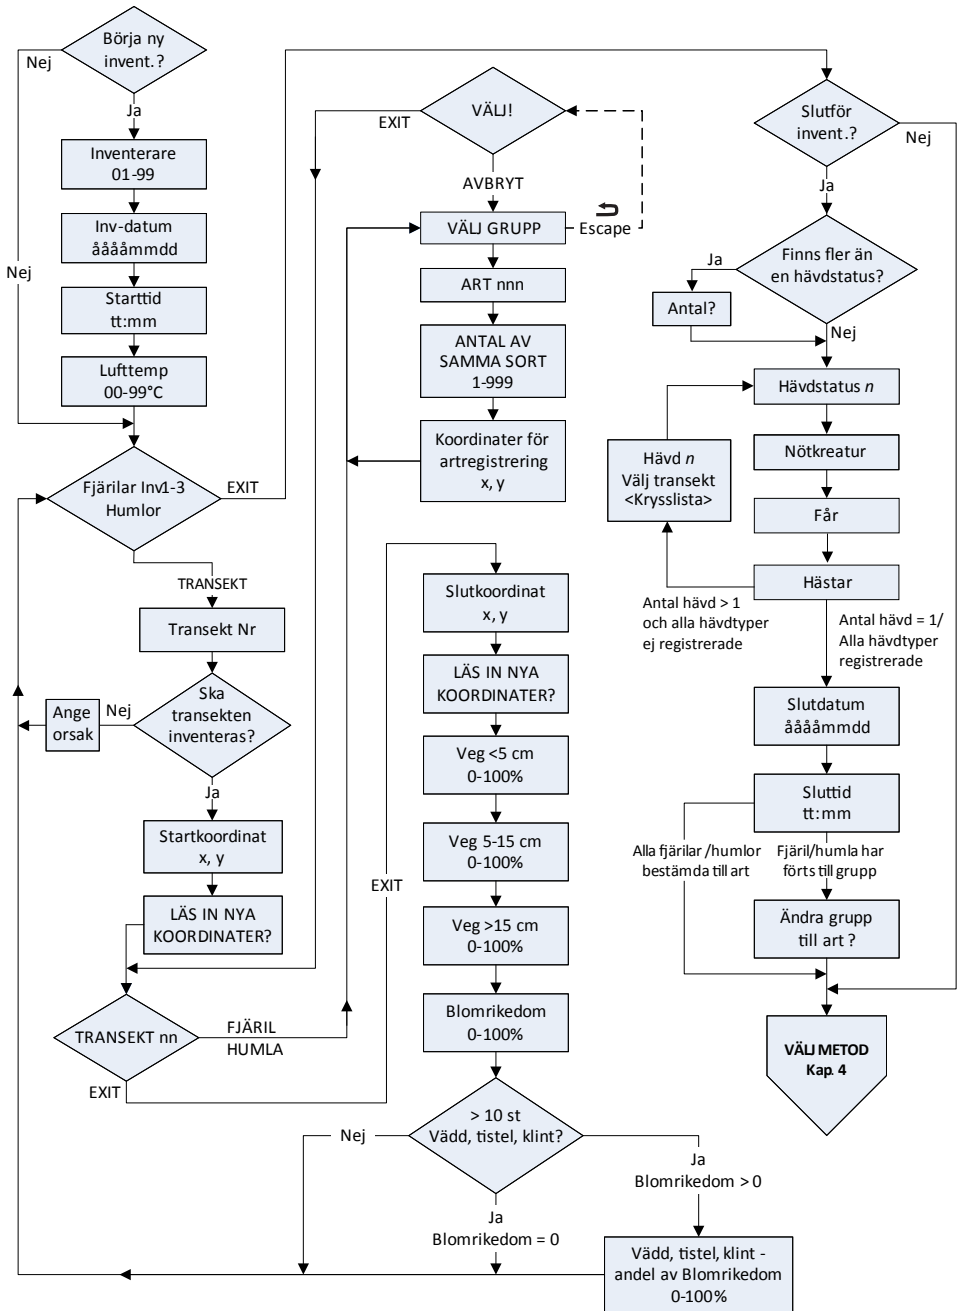 Börja ny
invent.?
Nej
Ja
Inventerare
01-99
Inv-datum
ååååmmdd
Nej
Starttid
tt:mm
Lufttemp
00-99°C
Fjärilar Inv1-3
Humlor
EXIT
TRANSEKT
Transekt Nr
Ska
transekten
inventeras?
Nej
Ange
orsak
Ja
Startkoordinat
x, y
LÄS IN NYA
KOORDINATER?
TRANSEKT nn
FJÄRIL
HUMLA
EXIT
VÄLJ!
EXIT
AVBRYT
VÄLJ GRUPP
Escape
ART nnn
ANTAL AV
SAMMA SORT
1-999
Koordinater för
artregistrering
x, y
EXIT
Slutkoordinat
x, y
LÄS IN NYA
KOORDINATER?
Veg <5 cm
0-100%
Veg 5-15 cm
0-100%
Veg >15 cm
0-100%
Blomrikedom
0-100%
> 10 st
Vädd, tistel, klint?
Nej
Ja
Blomrikedom = 0
Ja
Blomrikedom > 0
Vädd, tistel, klint -
andel av Blomrikedom
0-100%
Slutför
invent.?
Nej
Ja
Finns fler än
en hävdstatus?
Ja
Antal?
Nej
Hävdstatus n
Nötkreatur
Får
Hästar
Hävd n
Välj transekt
<Krysslista>
Antal hävd > 1
och alla hävdtyper
ej registrerade
Antal hävd = 1/
Alla hävdtyper
registrerade
Slutdatum
ååååmmdd
Sluttid
tt:mm
Alla fjärilar /humlor
bestämda till art
Fjäril/humla har
förts till grupp
Ändra grupp
till art ?
VÄLJ METOD
Kap. 4